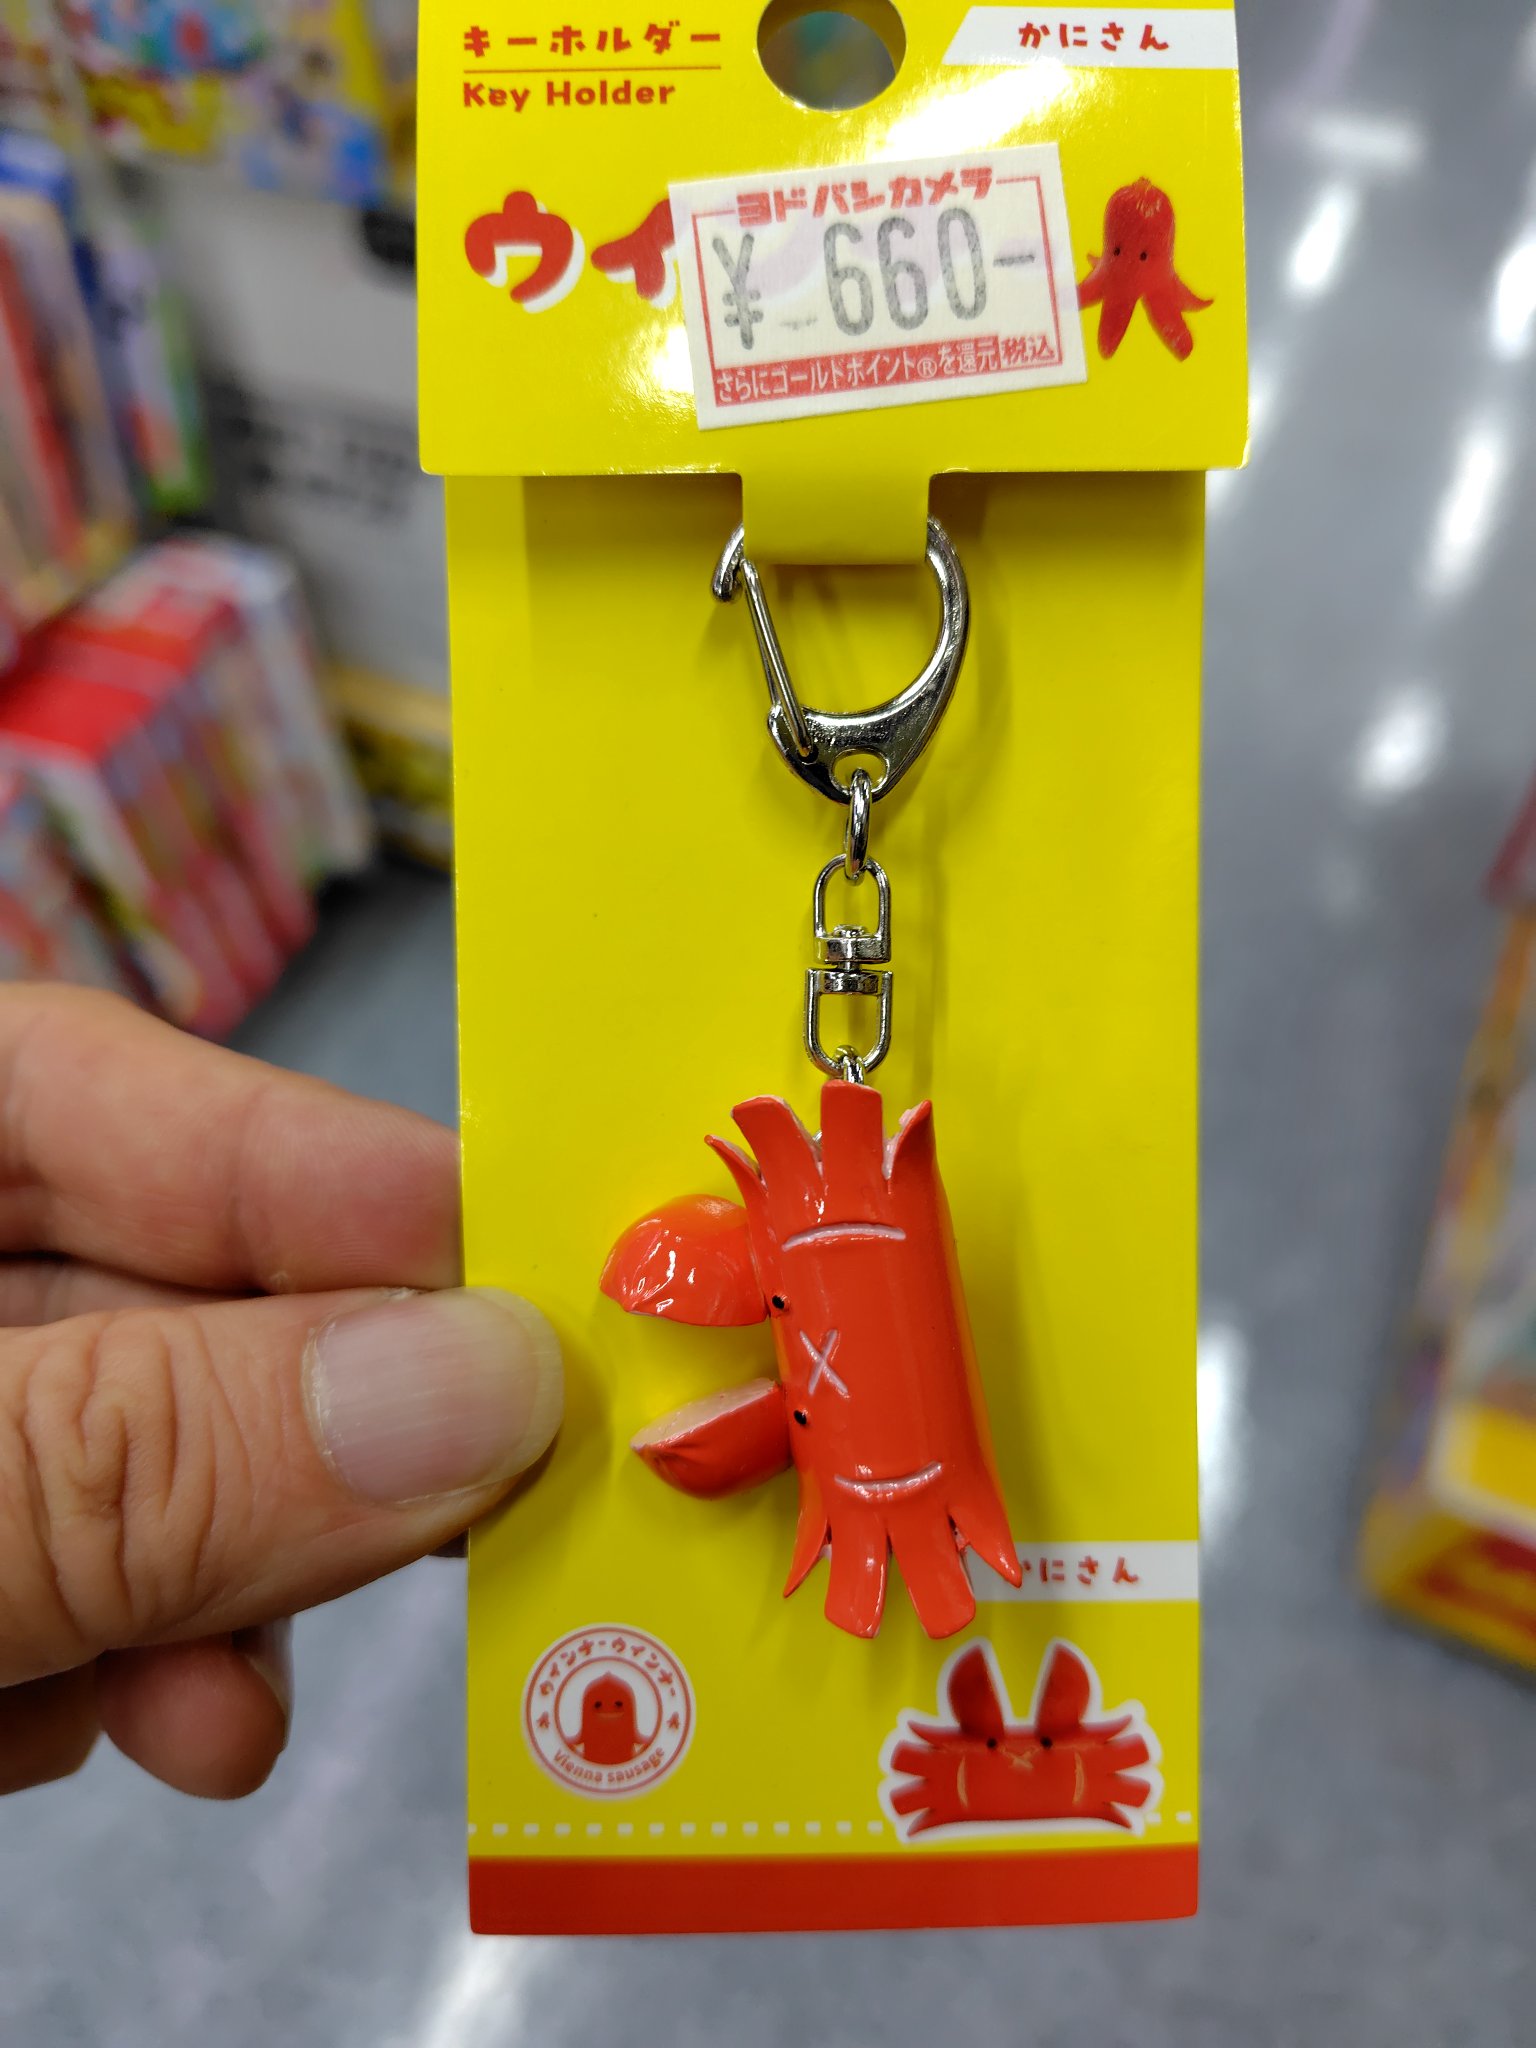 キーホルダー
Key Holder
かにさん
ウイ
ヨドバシカメラ
¥ 660-
さらにゴールドポイント®を還元 税込
かにさん
ウインナーウインナー
Vienna sausage